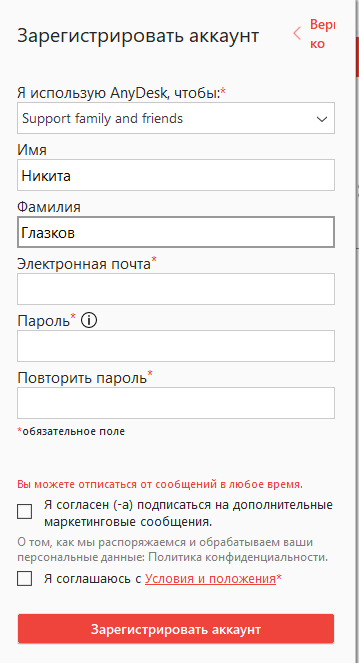 Зарегистрировать аккаунт
Я использую AnyDesk, чтобы:*
Support family and friends
Имя
Никита
Фамилия
Глазков
Электронная почта*
Пароль*
Повторить пароль*
*обязательное поле
Вы можете отписаться от сообщений в любое время.
Я согласен (-а) подписаться на дополнительные
маркетинговые сообщения.
О том, как мы распоряжаемся и обрабатываем ваши
персональные данные: Политика конфиденциальности.
Я соглашаюсь с Условия и положения*
Зарегистрировать аккаунт